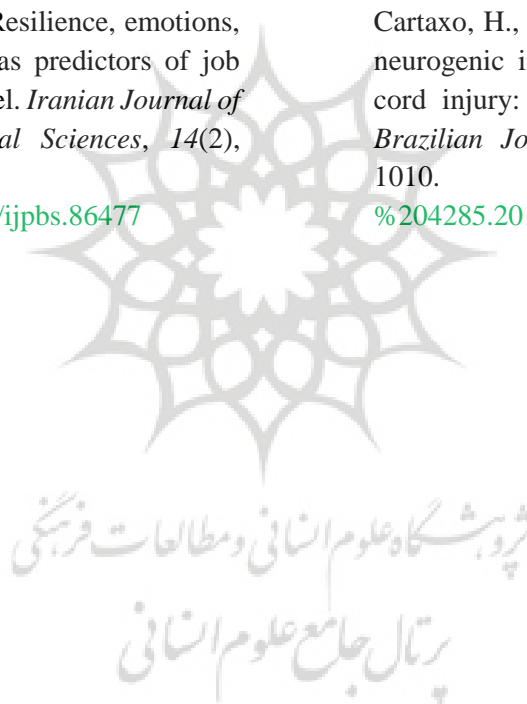 Resilience, emotions,
as predictors of job
el. Iranian Journal of
al Sciences, 14(2),
/ijpbs.86477
Cartaxo, H.,
neurogenic i
cord injury:
Brazilian Jo
1010.
%204285.20
پژوهشگاه علوم انسانی و مطالعات فرهنگی
پرتال جامع علوم انسانی